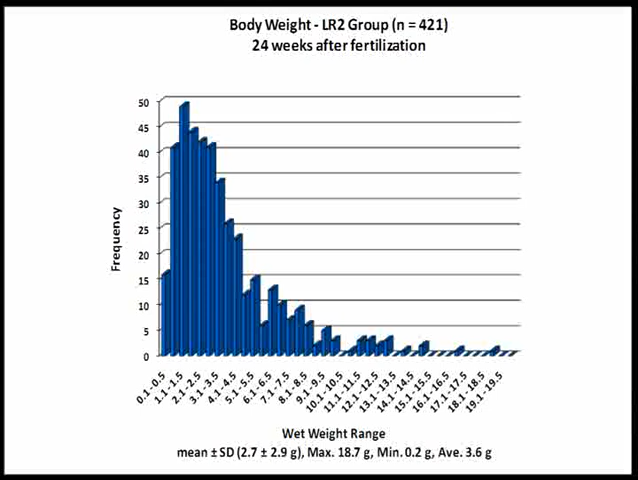 Body Weight - LR2 Group (n = 421)
24 weeks after fertilization
50
45
40
35
30
25
20
15
10
5
0
Frequency
0.1 - 0.5
1.1 - 1.5
2.1 - 2.5
3.1 - 3.5
4.1 - 4.5
5.1 - 5.5
6.1 - 6.5
7.1 - 7.5
8.1 - 8.5
9.1 - 9.5
10.1 - 10.5
11.1 - 11.5
12.1 - 12.5
13.1 - 13.5
14.1 - 14.5
15.1 - 15.5
16.1 - 16.5
17.1 - 17.5
18.1 - 18.5
19.1 - 19.5
Wet Weight Range
mean ± SD (2.7 ± 2.9 g), Max. 18.7 g, Min. 0.2 g, Ave. 3.6 g